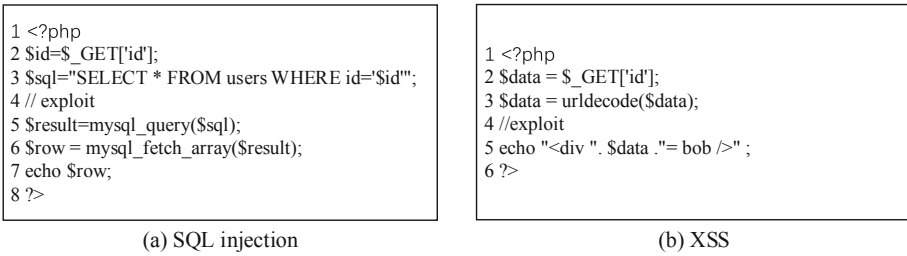 1 <?php
2 $id=$_GET['id'];
3 $sql="SELECT * FROM users WHERE id='$id'";
4 // exploit
5 $result=mysql_query($sql);
6 $row = mysql_fetch_array($result);
7 echo $row;
8 ?>
(a) SQL injection
1 <?php
2 $data = $_GET['id'];
3 $data = urldecode($data);
4 //exploit
5 echo "<div ". $data ."= bob />" ;
6 ?>
(b) XSS